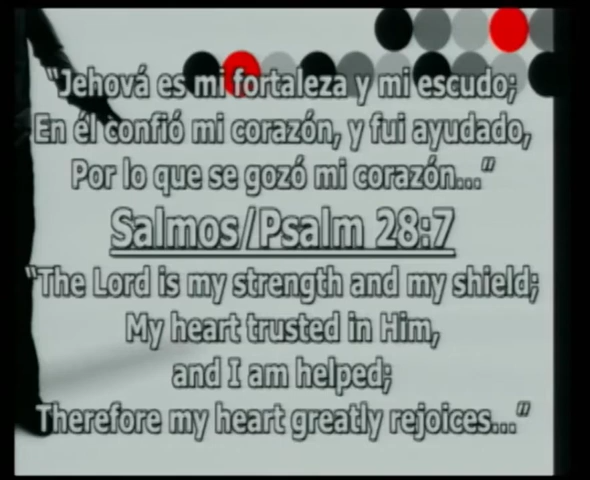 “Jehová es mi fortaleza y mi escudo;
En él confió mi corazón, y fui ayudado,
Por lo que se gozó mi corazón...”
Salmos/Psalm 28:7
“The Lord is my strength and my shield;
My heart trusted in Him,
and I am helped;
Therefore my heart greatly rejoices...”